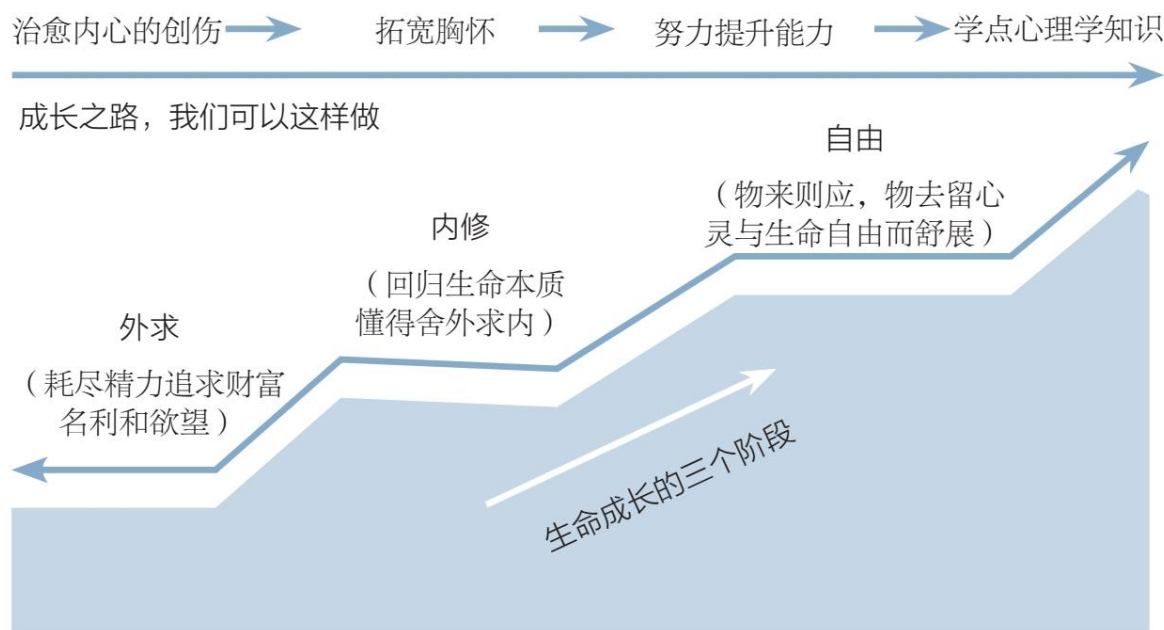 治愈内心的创伤 拓宽胸怀 努力提升能力 学点心理学知识
成长之路，我们可以这样做
自由
（物来则应，物去留心
灵与生命自由而舒展）
内修
（回归生命本质
懂得舍外求内）
外求
（耗尽精力追求财富
名利和欲望）
生命成长的三个阶段